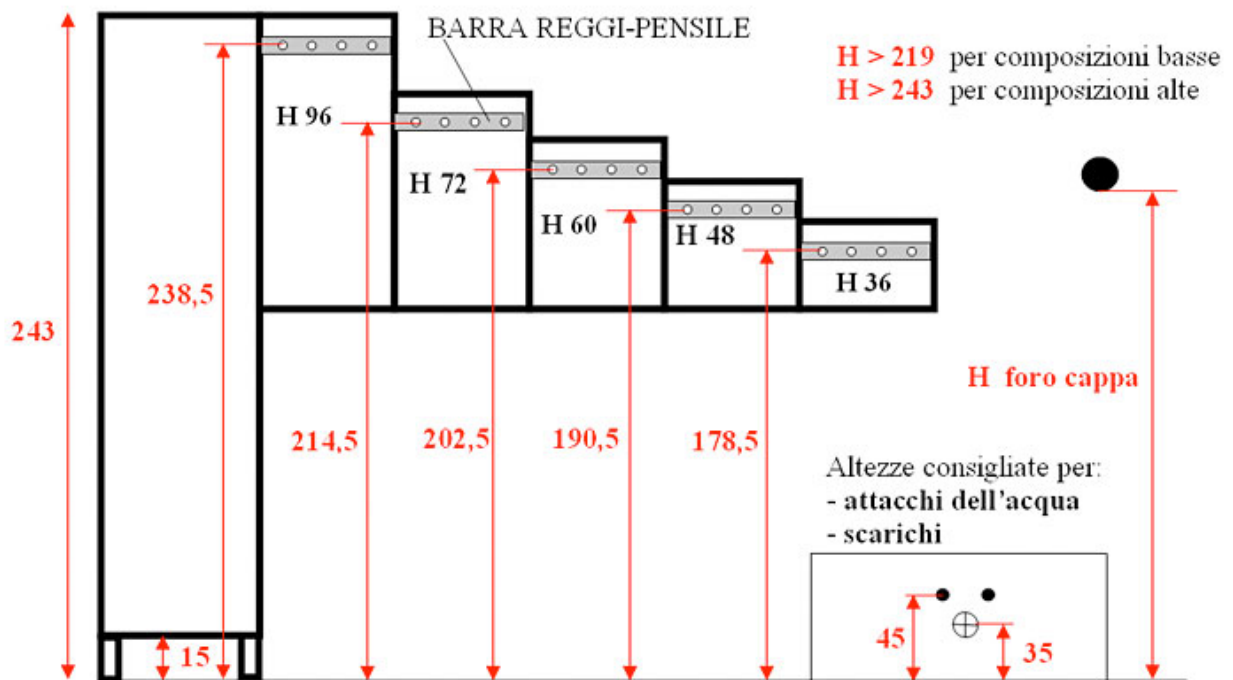 BARRA REGGI-PENSILE
H > 219 per composizioni basse
H > 243 per composizioni alte
H 96
H 72
H 60
H 48
H 36
238,5
243
214,5
202,5
190,5
178,5
H foro cappa
Altezze consigliate per:
- attacchi dell'acqua
- scarichi
45
35
15